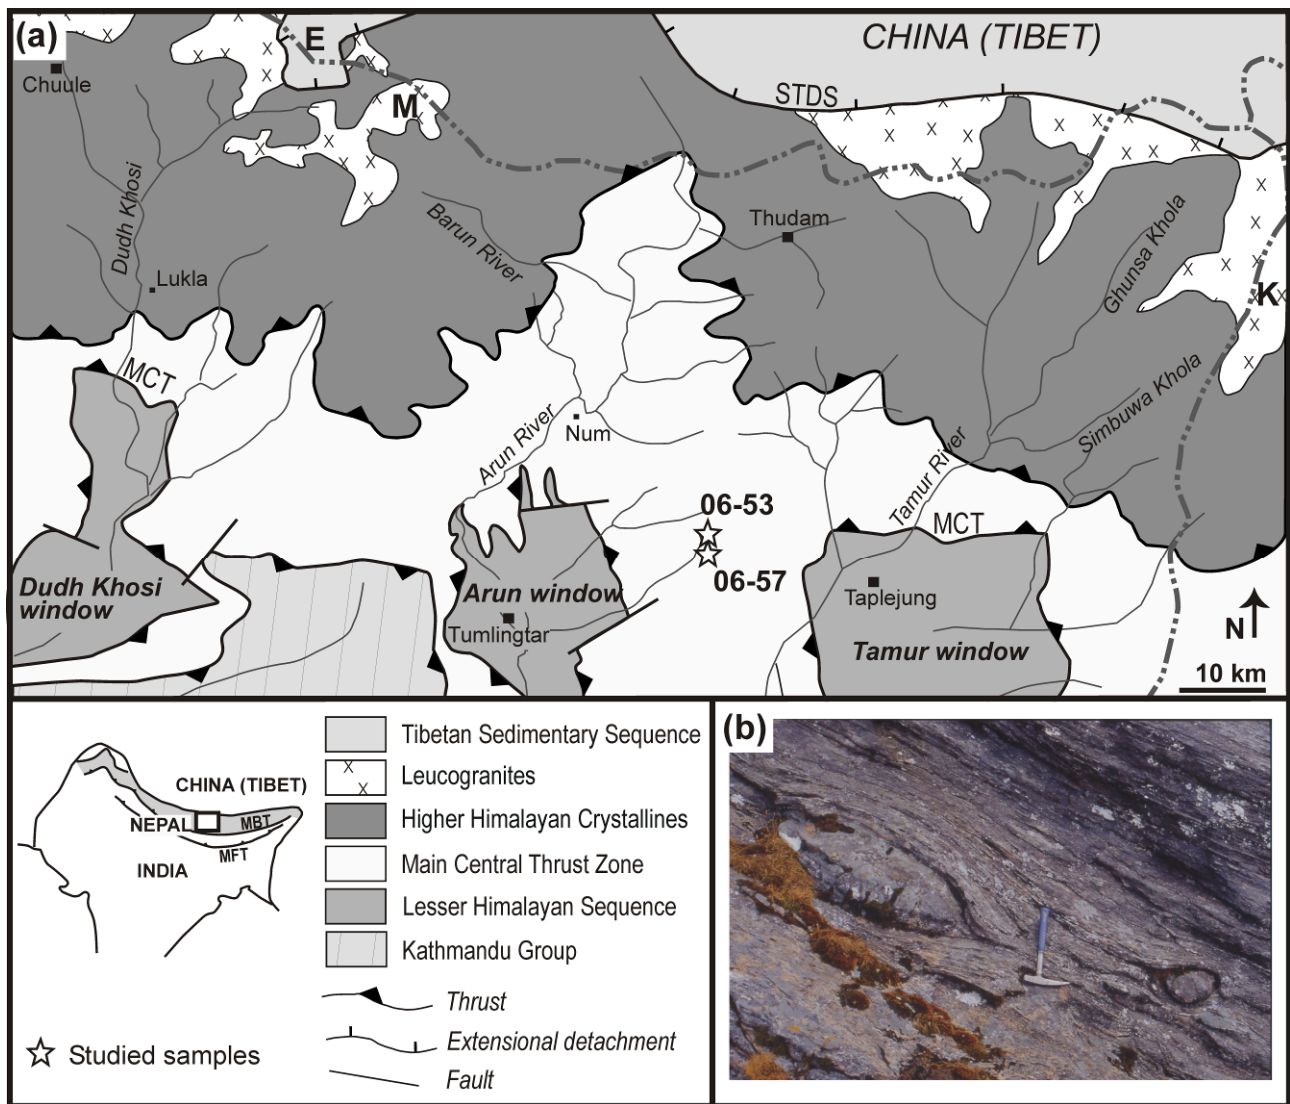 (a)
E
CHINA (TIBET)
Chuule
M
STDS
Dudh Khosi
Barun River
Thudam
Ghunsa Khola
Lukla
K
MCT
Simbuwa Khola
Arun River
Num
Tamur River
06-53
MCT
06-57
Dudh Khosi
window
Arun window
Taplejung
Tumlingtar
Tamur window
N
10 km
CHINA (TIBET)
NEPAL
MBT
MFT
INDIA
Studied samples
Tibetan Sedimentary Sequence
Leucogranites
Higher Himalayan Crystallines
Main Central Thrust Zone
Lesser Himalayan Sequence
Kathmandu Group
Thrust
Extensional detachment
Fault
(b)